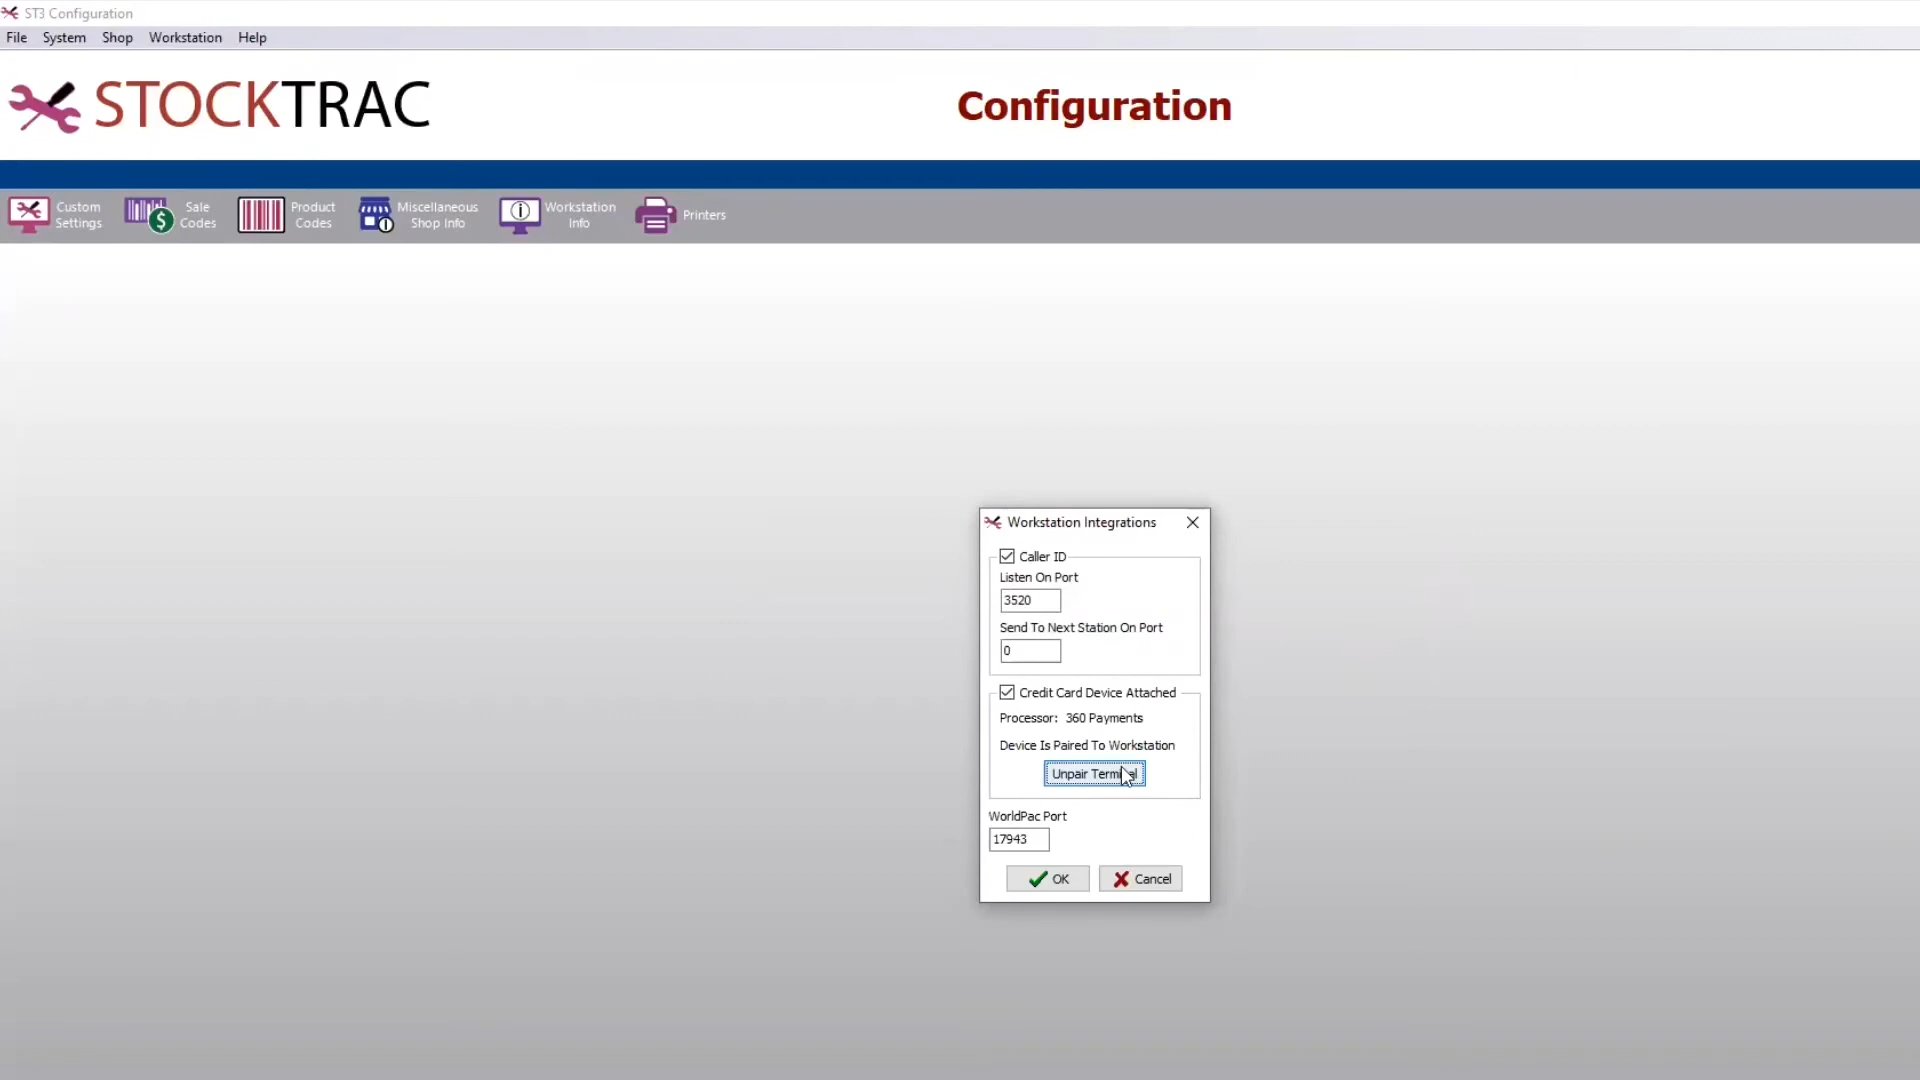 ST3 Configuration
File System Shop Workstation Help
STOCKTRAC
Configuration
Custom Settings
Sale Codes
Product Codes
Miscellaneous Shop Info
Workstation Info
Printers
Workstation Integrations
Caller ID
Listen On Port
3520
Send To Next Station On Port
0
Credit Card Device Attached
Processor: 360 Payments
Device Is Paired To Workstation
Unpair Terminal
WorldPac Port
17943
OK Cancel